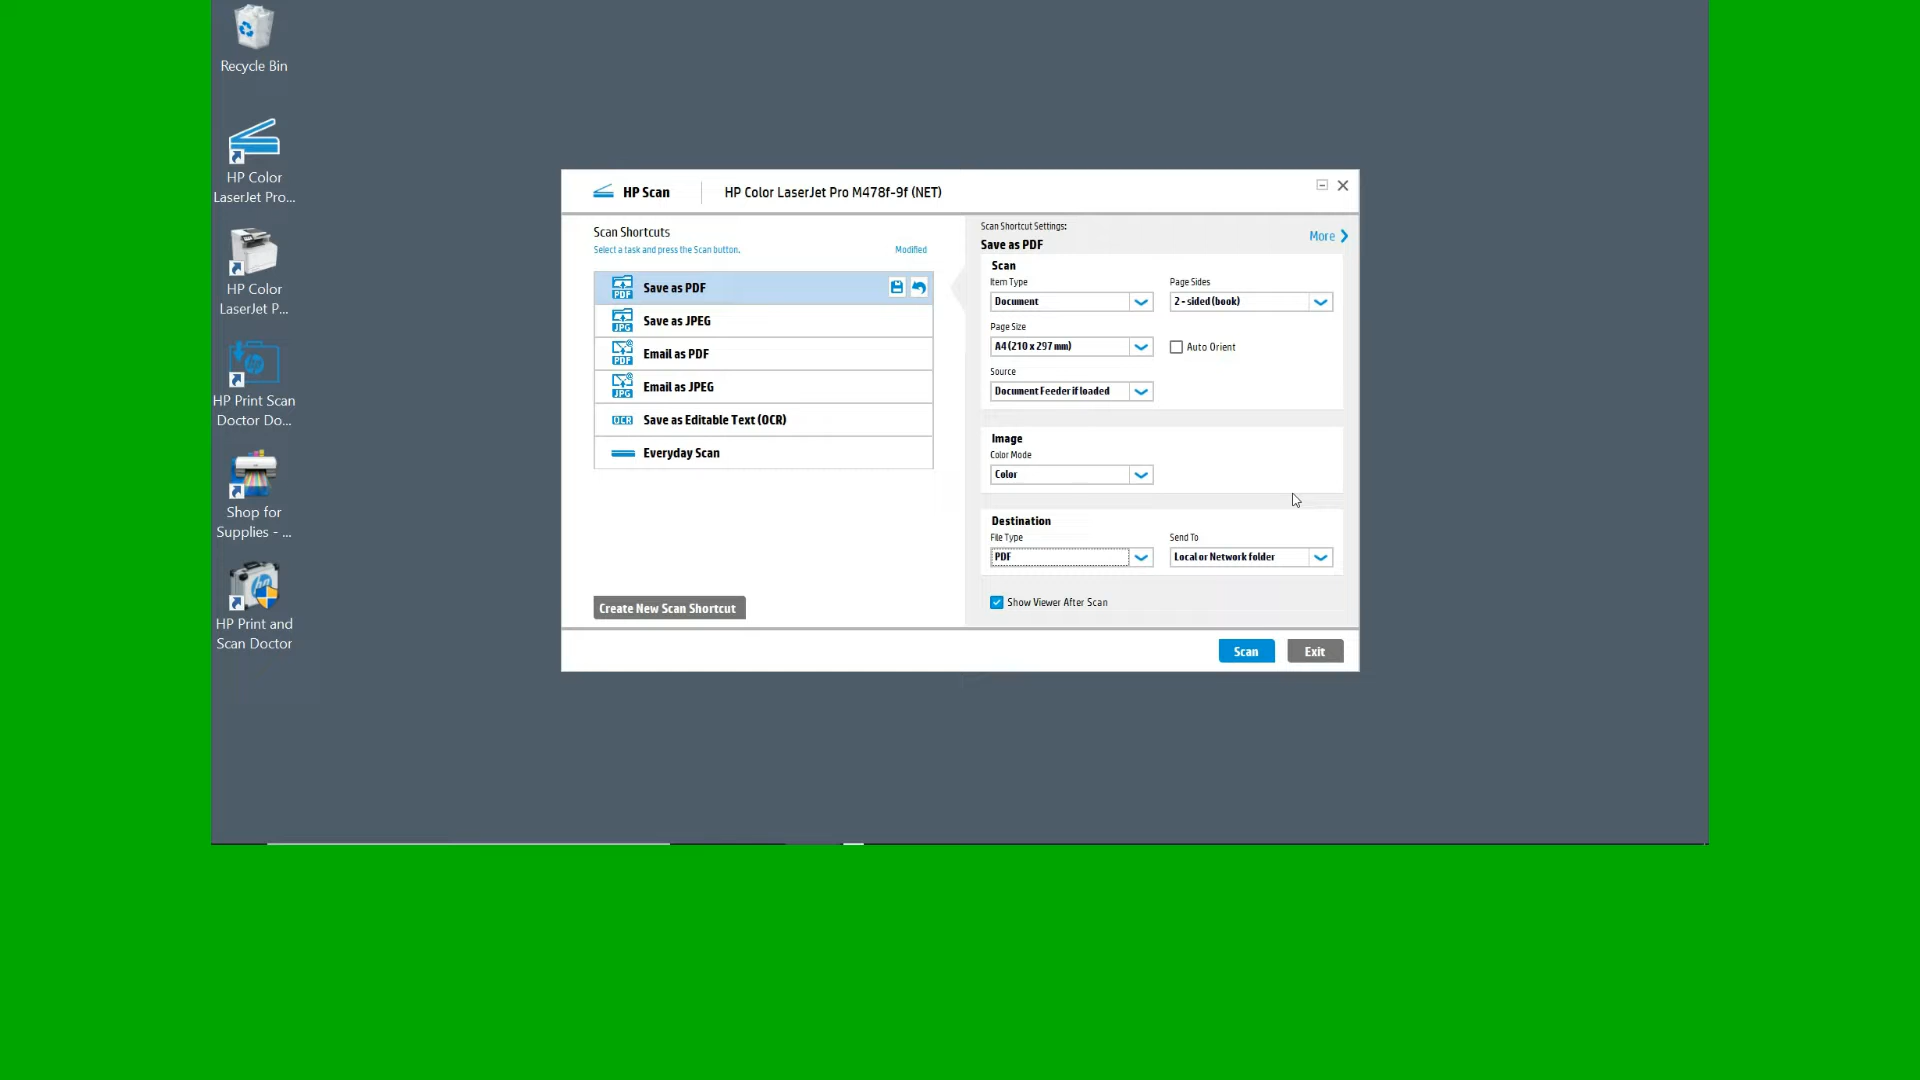 Recycle Bin
HP Color
LaserJet Pro...
HP Color
LaserJet P...
HP Print Scan
Doctor Do...
Shop for
Supplies - ...
HP Print and
Scan Doctor
HP Scan
HP Color LaserJet Pro M478f-9f (NET)
Scan Shortcuts
Select a task and press the Scan button.
Modified
PDF
Save as PDF
JPG
Save as JPEG
PDF
Email as PDF
JPG
Email as JPEG
OCR
Save as Editable Text (OCR)
Everyday Scan
Create New Scan Shortcut
Scan Shortcut Settings:
More
Save as PDF
Scan
Item Type
Page Sides
Document
2 - sided (book)
Page Size
A4 (210 x 297 mm)
Auto Orient
Source
Document Feeder if loaded
Image
Color Mode
Color
Destination
File Type
Send To
PDF
Local or Network folder
Show Viewer After Scan
Scan
Exit